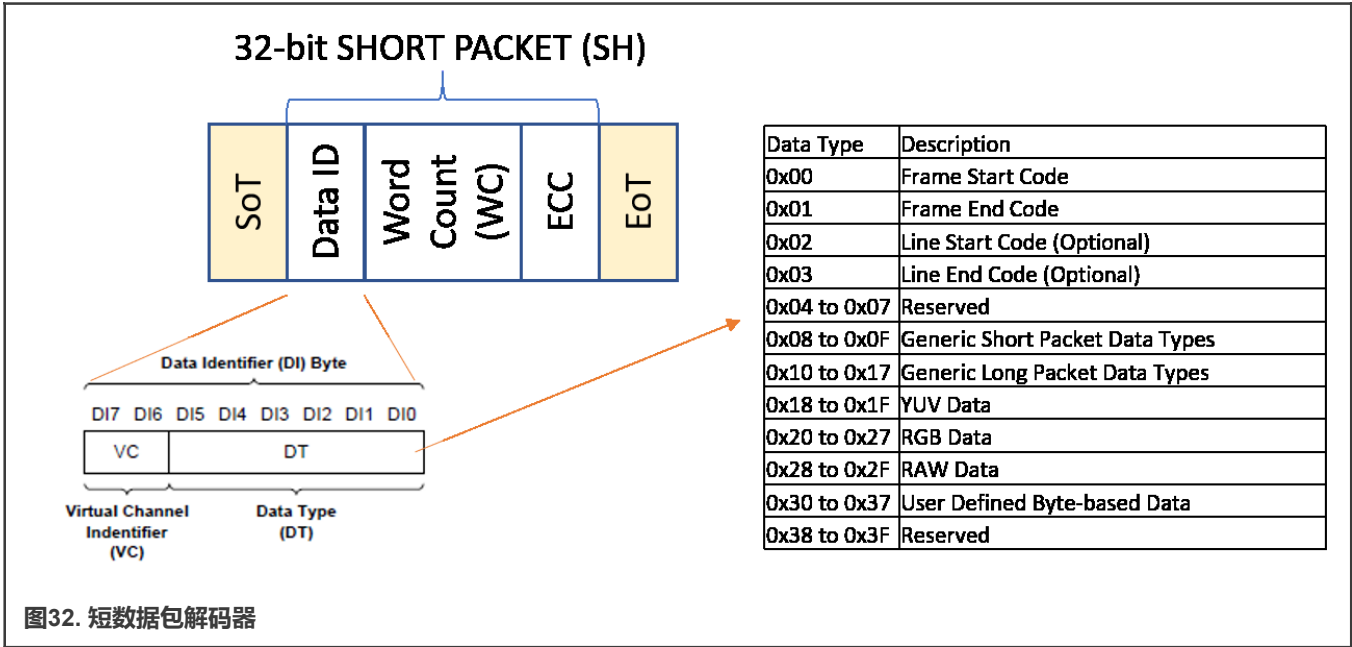 32-bit SHORT PACKET (SH)
SoT
Data ID
Word
Count
(WC)
ECC
EoT
Data Identifier (DI) Byte
DI7 DI6 DI5 DI4 DI3 DI2 DI1 DI0
VC DT
Virtual Channel
Indentifier
(VC)
Data Type
(DT)
Data Type Description
0x00 Frame Start Code
0x01 Frame End Code
0x02 Line Start Code (Optional)
0x03 Line End Code (Optional)
0x04 to 0x07 Reserved
0x08 to 0x0F Generic Short Packet Data Types
0x10 to 0x17 Generic Long Packet Data Types
0x18 to 0x1F YUV Data
0x20 to 0x27 RGB Data
0x28 to 0x2F RAW Data
0x30 to 0x37 User Defined Byte-based Data
0x38 to 0x3F Reserved
图32. 短数据包解码器